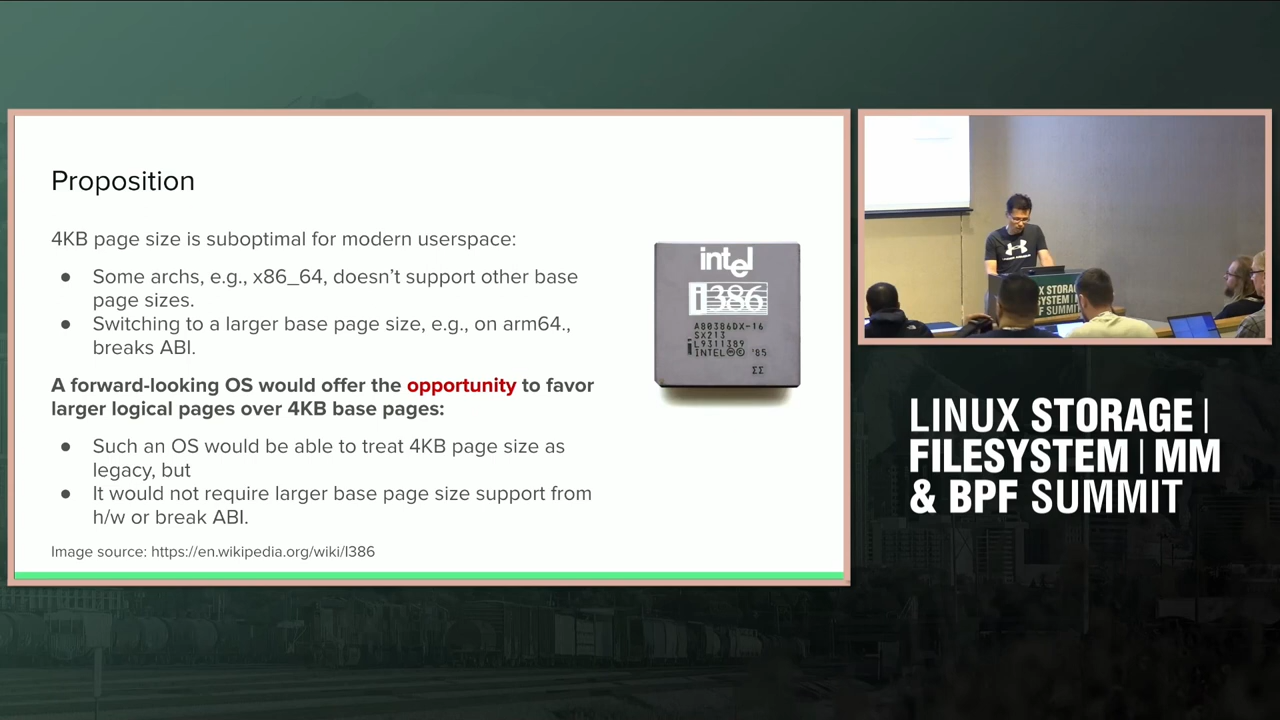 Proposition
4KB page size is suboptimal for modern userspace:
● Some archs, e.g., x86_64, doesn't support other base
page sizes.
● Switching to a larger base page size, e.g., on arm64.,
breaks ABI.
A forward-looking OS would offer the opportunity to favor
larger logical pages over 4KB base pages:
● Such an OS would be able to treat 4KB page size as
legacy, but
● It would not require larger base page size support from
h/w or break ABI.
Image source: https://en.wikipedia.org/wiki/I386
intel
i386
A80386DX-16
SX213
L9311389
INTEL Ⓜ© '85
ΣΣ
LINUX STORAGE
LINUX STORAGE |
FILESYSTEM | MM
& BPF SUMMIT